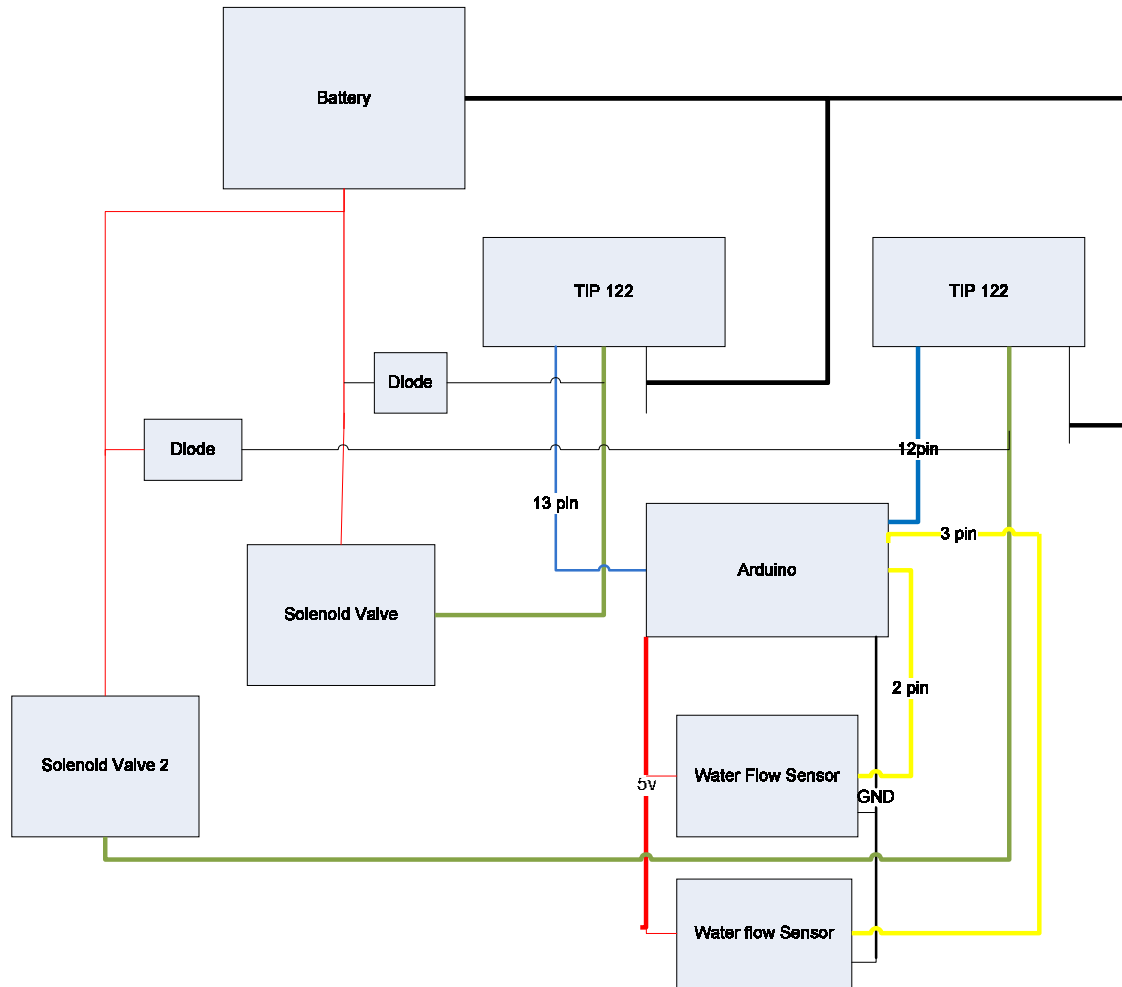 Battery
TIP 122
TIP 122
Diode
Diode
12pin
13 pin
3 pin
Arduino
Solenoid Valve
2 pin
Solenoid Valve 2
Water Flow Sensor
5v
GND
Water flow Sensor